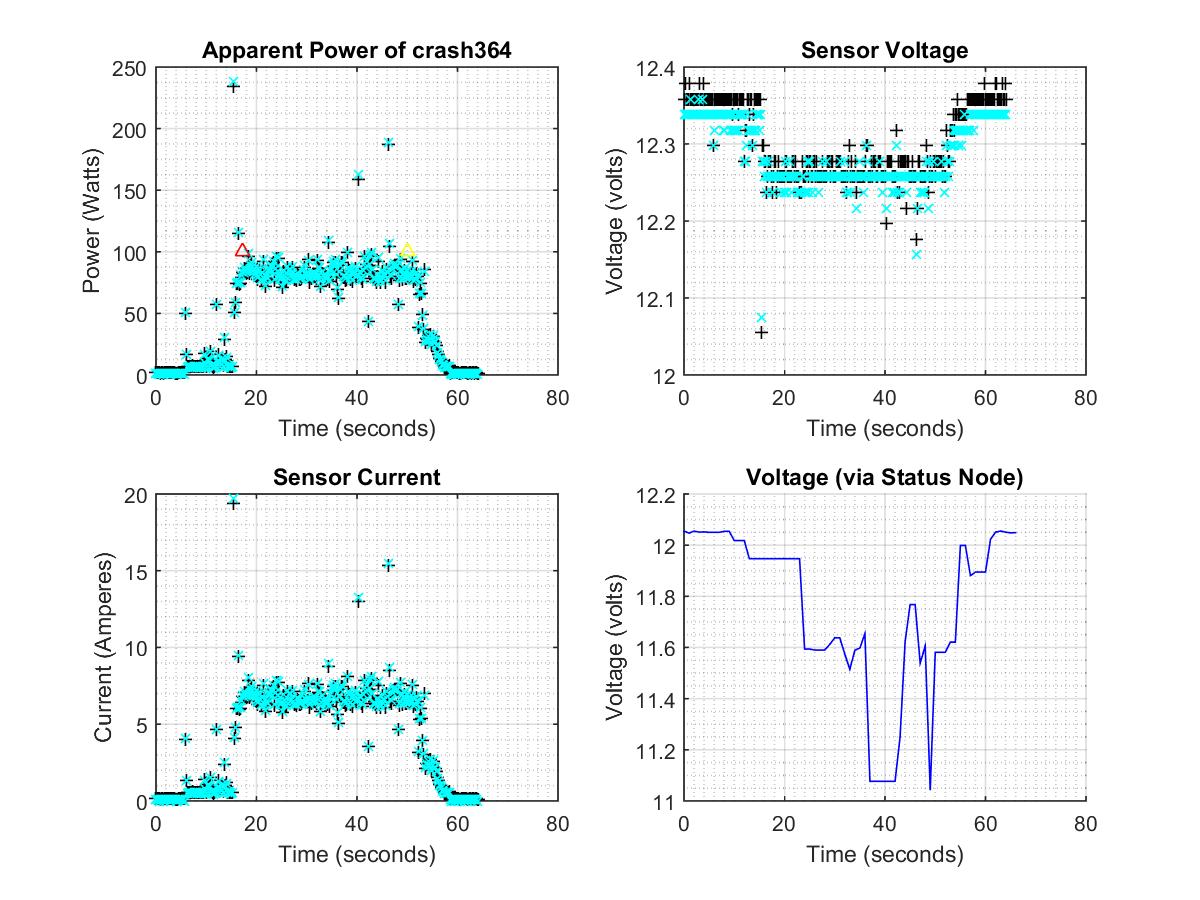 Apparent Power of crash364
250
200
150
100
50
0
Power (Watts)
0 20 40 60 80
Time (seconds)
Sensor Voltage
12.4
12.3
12.2
12.1
12
Voltage (volts)
0 20 40 60 80
Time (seconds)
Sensor Current
20
15
10
5
0
Current (Amperes)
0 20 40 60 80
Time (seconds)
Voltage (via Status Node)
12.2
12
11.8
11.6
11.4
11.2
11
Voltage (volts)
0 20 40 60 80
Time (seconds)